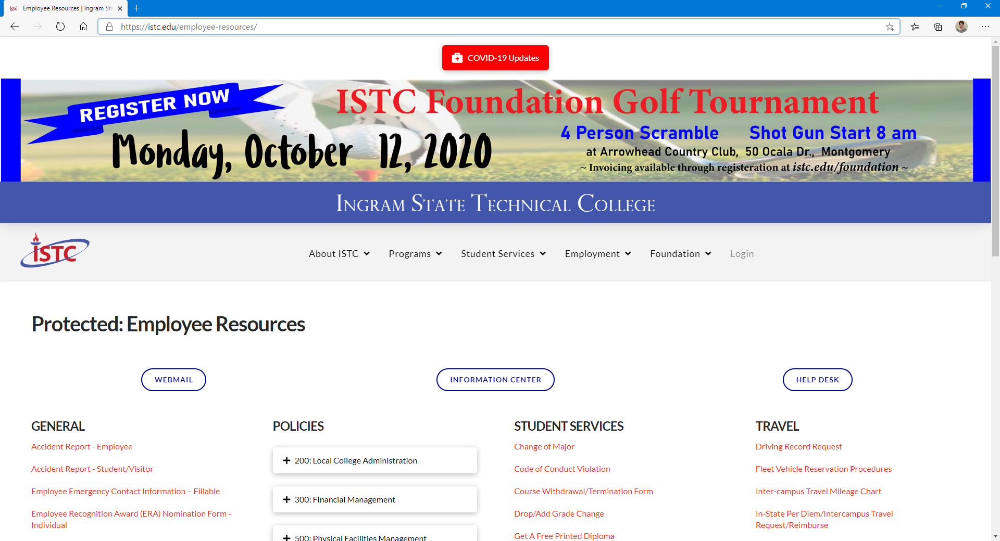 Employee Resources | Ingram Sta
https://istc.edu/employee-resources/
COVID-19 Updates
REGISTER NOW
Monday, October 12, 2020
ISTC Foundation Golf Tournament
4 Person Scramble Shot Gun Start 8 am
at Arrowhead Country Club, 50 Ocala Dr., Montgomery
~ Invoicing available through registeration at istc.edu/foundation ~
INGRAM STATE TECHNICAL COLLEGE
ISTC
About ISTC Programs Student Services Employment Foundation Login
Protected: Employee Resources
WEBMAIL INFORMATION CENTER HELP DESK
GENERAL
Accident Report - Employee
Accident Report - Student/Visitor
Employee Emergency Contact Information – Fillable
Employee Recognition Award (ERA) Nomination Form -
Individual
POLICIES
200: Local College Administration
300: Financial Management
500: Physical Facilities Management
STUDENT SERVICES
Change of Major
Code of Conduct Violation
Course Withdrawal/Termination Form
Drop/Add Grade Change
Get A Free Printed Diploma
TRAVEL
Driving Record Request
Fleet Vehicle Reservation Procedures
Inter-campus Travel Mileage Chart
In-State Per Diem/Intercampus Travel
Request/Reimburse